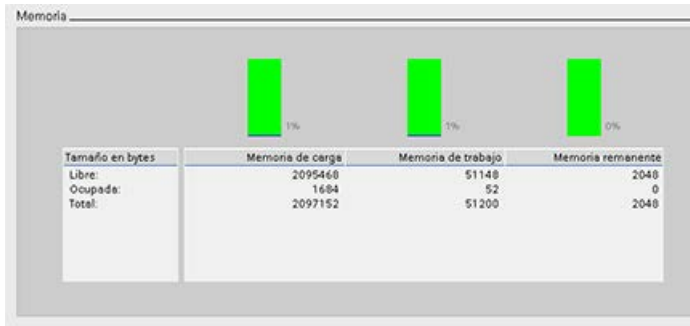 Memoria
1% 1% 0%
Tamaño en bytes Memoria de carga Memoria de trabajo Memoria remanente
Libre: 2095468 51148 2048
Ocupada: 1684 52 0
Total: 2097152 51200 2048